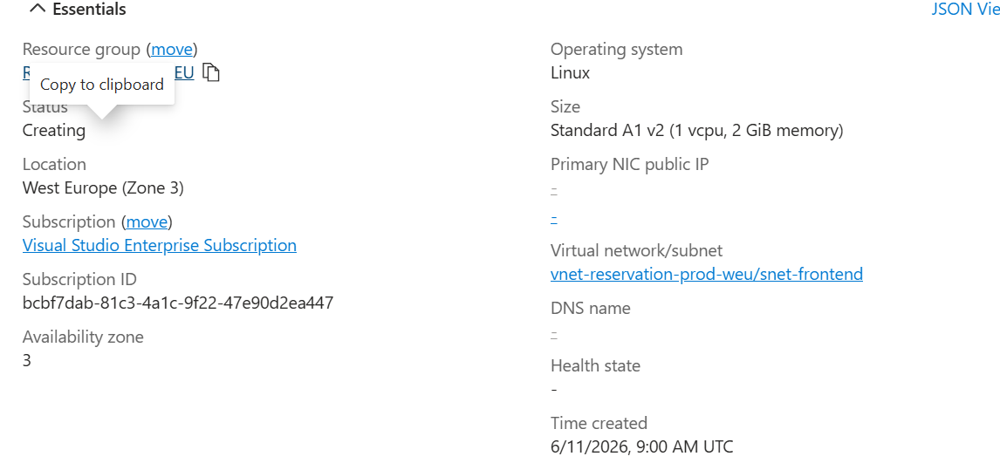 Essentials
JSON Vie
Resource group (move)
R
EU
Copy to clipboard
Status
Creating
Location
West Europe (Zone 3)
Subscription (move)
Visual Studio Enterprise Subscription
Subscription ID
bcbf7dab-81c3-4a1c-9f22-47e90d2ea447
Availability zone
3
Operating system
Linux
Size
Standard A1 v2 (1 vcpu, 2 GiB memory)
Primary NIC public IP
-
-
Virtual network/subnet
vnet-reservation-prod-weu/snet-frontend
DNS name
-
Health state
-
Time created
6/11/2026, 9:00 AM UTC